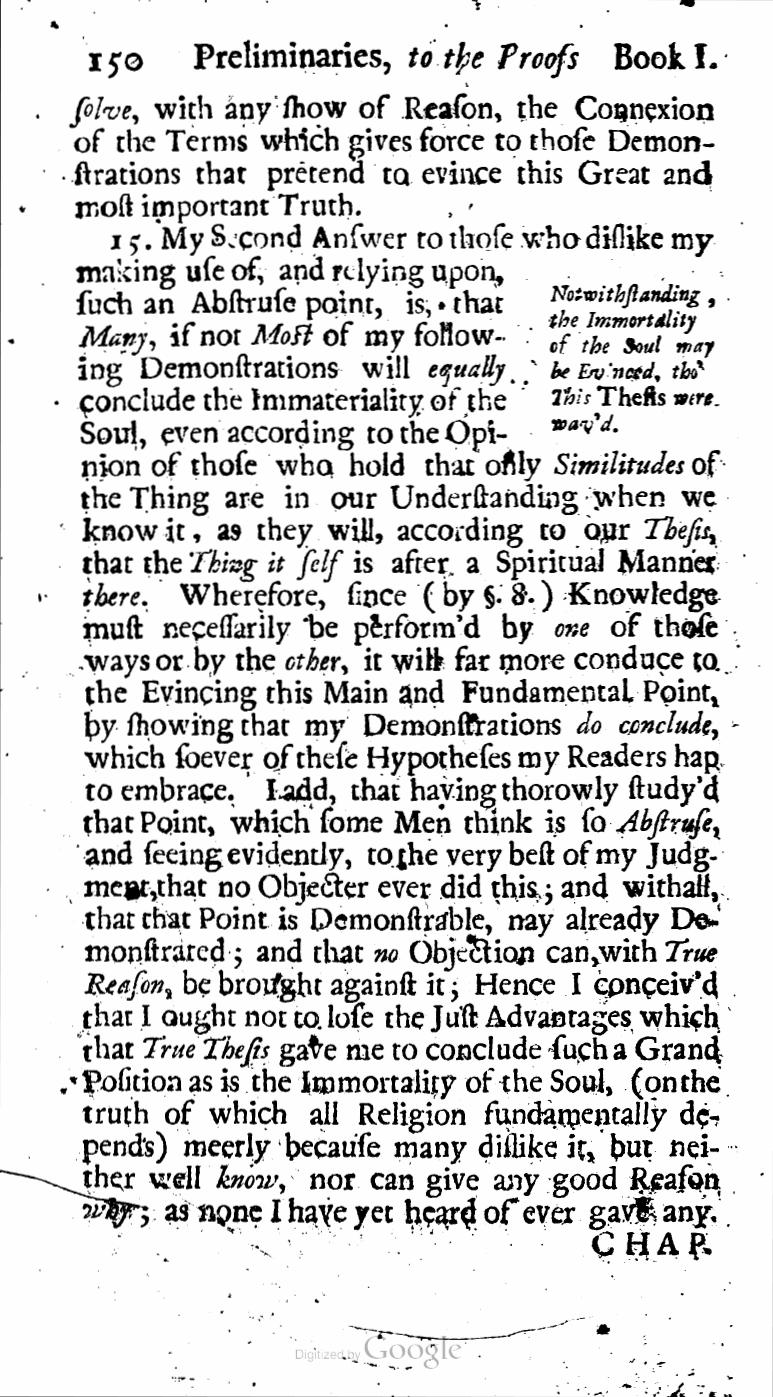 150 Preliminaries, to the Proofs Book I.
ſolve, with any ſhow of Reaſon, the Connexion
of the Terms which gives force to thoſe Demon-
ſtrations that pretend to evince this Great and
moſt important Truth.
15. My Second Anſwer to thoſe who diſlike my
making uſe of, and relying upon,
ſuch an Abſtruſe point, is, that
Many, if not Moſt of my follow-
ing Demonſtrations will equally
conclude the Immateriality of the
Soul, even according to the Opi-
Notwithſtanding,
the Immortality
of the Soul may
be Evinced, tho'
This Theſis were
wav'd.
nion of thoſe who hold that only Similitudes of
the Thing are in our Underſtanding when we
know it, as they will, according to our Theſis,
that the Thing it ſelf is after a Spiritual Manner
there. Wherefore, ſince (by §. 8.) Knowledge
muſt neceſſarily be perform'd by one of thoſe
ways or by the other, it will far more conduce to
the Evincing this Main and Fundamental Point,
by ſhowing that my Demonſtrations do conclude,
which ſoever of theſe Hypotheſes my Readers hap
to embrace. I add, that having thorowly ſtudy'd
that Point, which ſome Men think is ſo Abſtruſe,
and ſeeing evidently, to the very beſt of my Judg-
ment, that no Objecter ever did this; and withall,
that that Point is Demonſtrable, nay already De-
monſtrated; and that no Objection can, with True
Reaſon, be brought againſt it; Hence I conceiv'd
that I ought not to loſe the Juſt Advantages which
that True Theſis gave me to conclude ſuch a Grand
Poſition as is the Immortality of the Soul, (on the
truth of which all Religion fundamentally de-
pends) meerly becauſe many diſlike it, but nei-
ther well know, nor can give any good Reaſon
why; as none I have yet heard of ever gave any.
CHAP.
Digitized by Google